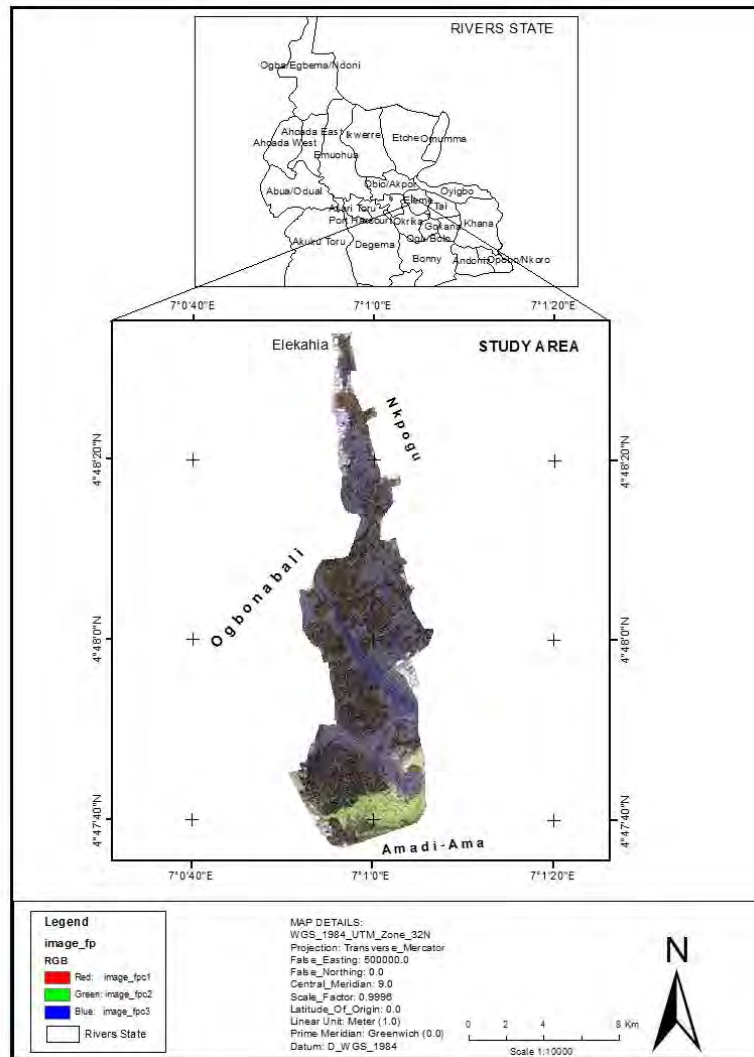 RIVERS STATE
Ogba/Egbema/Ndoni
Ahoada East
Ikwerre
Etche
Omumma
Ahoada West
Emuohua
Obio/Akpor
Oyigbo
Abua/Odual
Eleme
Tai
Asari Toru
Port Harcourt
Okrika
Gokana
Khana
Akuku Toru
Degema
Ogu/Bolo
Bonny
Andoni
Opobo/Nkoro
7°0'40"E
7°1'0"E
7°1'20"E
Elekahia
STUDY AREA
Nkpogu
4°48'20"N
4°48'20"N
Ogbonabali
4°48'0"N
4°48'0"N
4°47'40"N
4°47'40"N
Amadi-Ama
7°0'40"E
7°1'0"E
7°1'20"E
Legend
image_fp
RGB
Red: image_fpc1
Green: image_fpc2
Blue: image_fpc3
Rivers State
MAP DETAILS:
WGS_1984_UTM_Zone_32N
Projection: Transverse_Mercator
False_Easting: 500000.0
False_Northing: 0.0
Central_Meridian: 9.0
Scale_Factor: 0.9996
Latitude_Of_Origin: 0.0
Linear Unit: Meter (1.0)
Prime Meridian: Greenwich (0.0)
Datum: D_WGS_1984
0 2 4 8 Km
Scale 1:10000
N